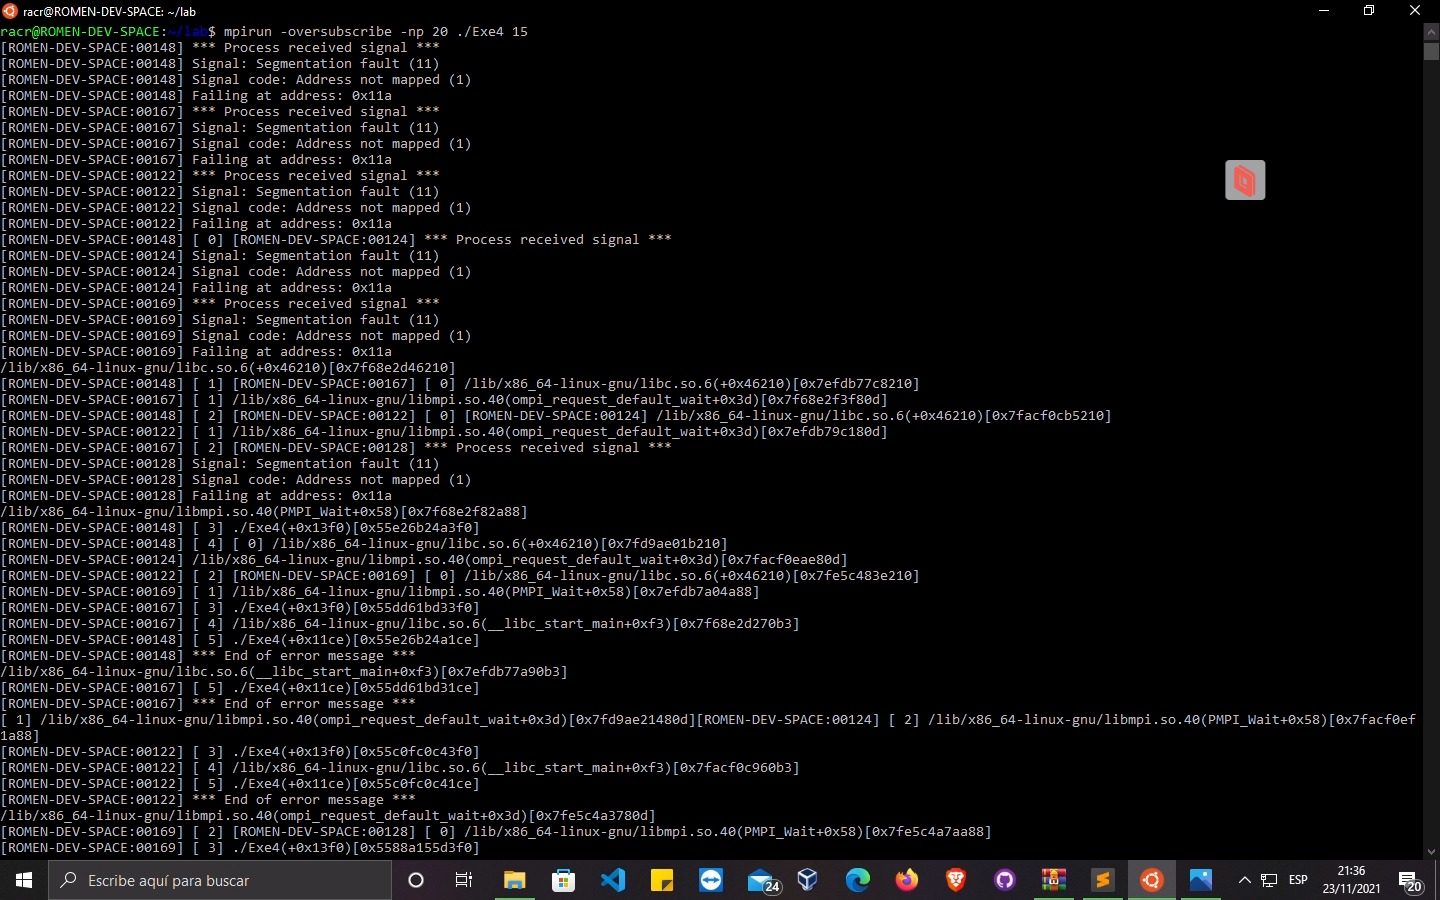 racr@ROMEN-DEV-SPACE: ~/lab
racr@ROMEN-DEV-SPACE:~/lab$ mpirun -oversubscribe -np 20 ./Exe4 15
[ROMEN-DEV-SPACE:00148] *** Process received signal ***
[ROMEN-DEV-SPACE:00148] Signal: Segmentation fault (11)
[ROMEN-DEV-SPACE:00148] Signal code: Address not mapped (1)
[ROMEN-DEV-SPACE:00148] Failing at address: 0x11a
[ROMEN-DEV-SPACE:00167] *** Process received signal ***
[ROMEN-DEV-SPACE:00167] Signal: Segmentation fault (11)
[ROMEN-DEV-SPACE:00167] Signal code: Address not mapped (1)
[ROMEN-DEV-SPACE:00167] Failing at address: 0x11a
[ROMEN-DEV-SPACE:00122] *** Process received signal ***
[ROMEN-DEV-SPACE:00122] Signal: Segmentation fault (11)
[ROMEN-DEV-SPACE:00122] Signal code: Address not mapped (1)
[ROMEN-DEV-SPACE:00122] Failing at address: 0x11a
[ROMEN-DEV-SPACE:00148] [ 0] [ROMEN-DEV-SPACE:00124] *** Process received signal ***
[ROMEN-DEV-SPACE:00124] Signal: Segmentation fault (11)
[ROMEN-DEV-SPACE:00124] Signal code: Address not mapped (1)
[ROMEN-DEV-SPACE:00124] Failing at address: 0x11a
[ROMEN-DEV-SPACE:00169] *** Process received signal ***
[ROMEN-DEV-SPACE:00169] Signal: Segmentation fault (11)
[ROMEN-DEV-SPACE:00169] Signal code: Address not mapped (1)
[ROMEN-DEV-SPACE:00169] Failing at address: 0x11a
/lib/x86_64-linux-gnu/libc.so.6(+0x46210)[0x7f68e2d46210]
[ROMEN-DEV-SPACE:00148] [ 1] [ROMEN-DEV-SPACE:00167] [ 0] /lib/x86_64-linux-gnu/libc.so.6(+0x46210)[0x7efdb77c8210]
[ROMEN-DEV-SPACE:00167] [ 1] /lib/x86_64-linux-gnu/libmpi.so.40(ompi_request_default_wait+0x3d)[0x7f68e2f3f80d]
[ROMEN-DEV-SPACE:00148] [ 2] [ROMEN-DEV-SPACE:00122] [ 0] [ROMEN-DEV-SPACE:00124] /lib/x86_64-linux-gnu/libc.so.6(+0x46210)[0x7facf0cb5210]
[ROMEN-DEV-SPACE:00122] [ 1] /lib/x86_64-linux-gnu/libmpi.so.40(ompi_request_default_wait+0x3d)[0x7efdb79c180d]
[ROMEN-DEV-SPACE:00167] [ 2] [ROMEN-DEV-SPACE:00128] *** Process received signal ***
[ROMEN-DEV-SPACE:00128] Signal: Segmentation fault (11)
[ROMEN-DEV-SPACE:00128] Signal code: Address not mapped (1)
[ROMEN-DEV-SPACE:00128] Failing at address: 0x11a
/lib/x86_64-linux-gnu/libmpi.so.40(PMPI_Wait+0x58)[0x7f68e2f82a88]
[ROMEN-DEV-SPACE:00148] [ 3] ./Exe4(+0x13f0)[0x55e26b24a3f0]
[ROMEN-DEV-SPACE:00148] [ 4] [ 0] /lib/x86_64-linux-gnu/libc.so.6(+0x46210)[0x7fd9ae01b210]
[ROMEN-DEV-SPACE:00124] /lib/x86_64-linux-gnu/libmpi.so.40(ompi_request_default_wait+0x3d)[0x7facf0eae80d]
[ROMEN-DEV-SPACE:00122] [ 2] [ROMEN-DEV-SPACE:00169] [ 0] /lib/x86_64-linux-gnu/libc.so.6(+0x46210)[0x7fe5c483e210]
[ROMEN-DEV-SPACE:00169] [ 1] /lib/x86_64-linux-gnu/libmpi.so.40(PMPI_Wait+0x58)[0x7efdb7a04a88]
[ROMEN-DEV-SPACE:00167] [ 3] ./Exe4(+0x13f0)[0x55dd61bd33f0]
[ROMEN-DEV-SPACE:00167] [ 4] /lib/x86_64-linux-gnu/libc.so.6(__libc_start_main+0xf3)[0x7f68e2d270b3]
[ROMEN-DEV-SPACE:00148] [ 5] ./Exe4(+0x11ce)[0x55e26b24a1ce]
[ROMEN-DEV-SPACE:00148] *** End of error message ***
/lib/x86_64-linux-gnu/libc.so.6(__libc_start_main+0xf3)[0x7efdb77a90b3]
[ROMEN-DEV-SPACE:00167] [ 5] ./Exe4(+0x11ce)[0x55dd61bd31ce]
[ROMEN-DEV-SPACE:00167] *** End of error message ***
[ 1] /lib/x86_64-linux-gnu/libmpi.so.40(ompi_request_default_wait+0x3d)[0x7fd9ae21480d][ROMEN-DEV-SPACE:00124] [ 2] /lib/x86_64-linux-gnu/libmpi.so.40(PMPI_Wait+0x58)[0x7facf0ef
1a88]
[ROMEN-DEV-SPACE:00122] [ 3] ./Exe4(+0x13f0)[0x55c0fc0c43f0]
[ROMEN-DEV-SPACE:00122] [ 4] /lib/x86_64-linux-gnu/libc.so.6(__libc_start_main+0xf3)[0x7facf0c960b3]
[ROMEN-DEV-SPACE:00122] [ 5] ./Exe4(+0x11ce)[0x55c0fc0c41ce]
[ROMEN-DEV-SPACE:00122] *** End of error message ***
/lib/x86_64-linux-gnu/libmpi.so.40(ompi_request_default_wait+0x3d)[0x7fe5c4a3780d]
[ROMEN-DEV-SPACE:00169] [ 2] [ROMEN-DEV-SPACE:00128] [ 0] /lib/x86_64-linux-gnu/libmpi.so.40(PMPI_Wait+0x58)[0x7fe5c4a7aa88]
[ROMEN-DEV-SPACE:00169] [ 3] ./Exe4(+0x13f0)[0x5588a155d3f0]
Escribe aquí para buscar
24
ESP
21:36
23/11/2021
20